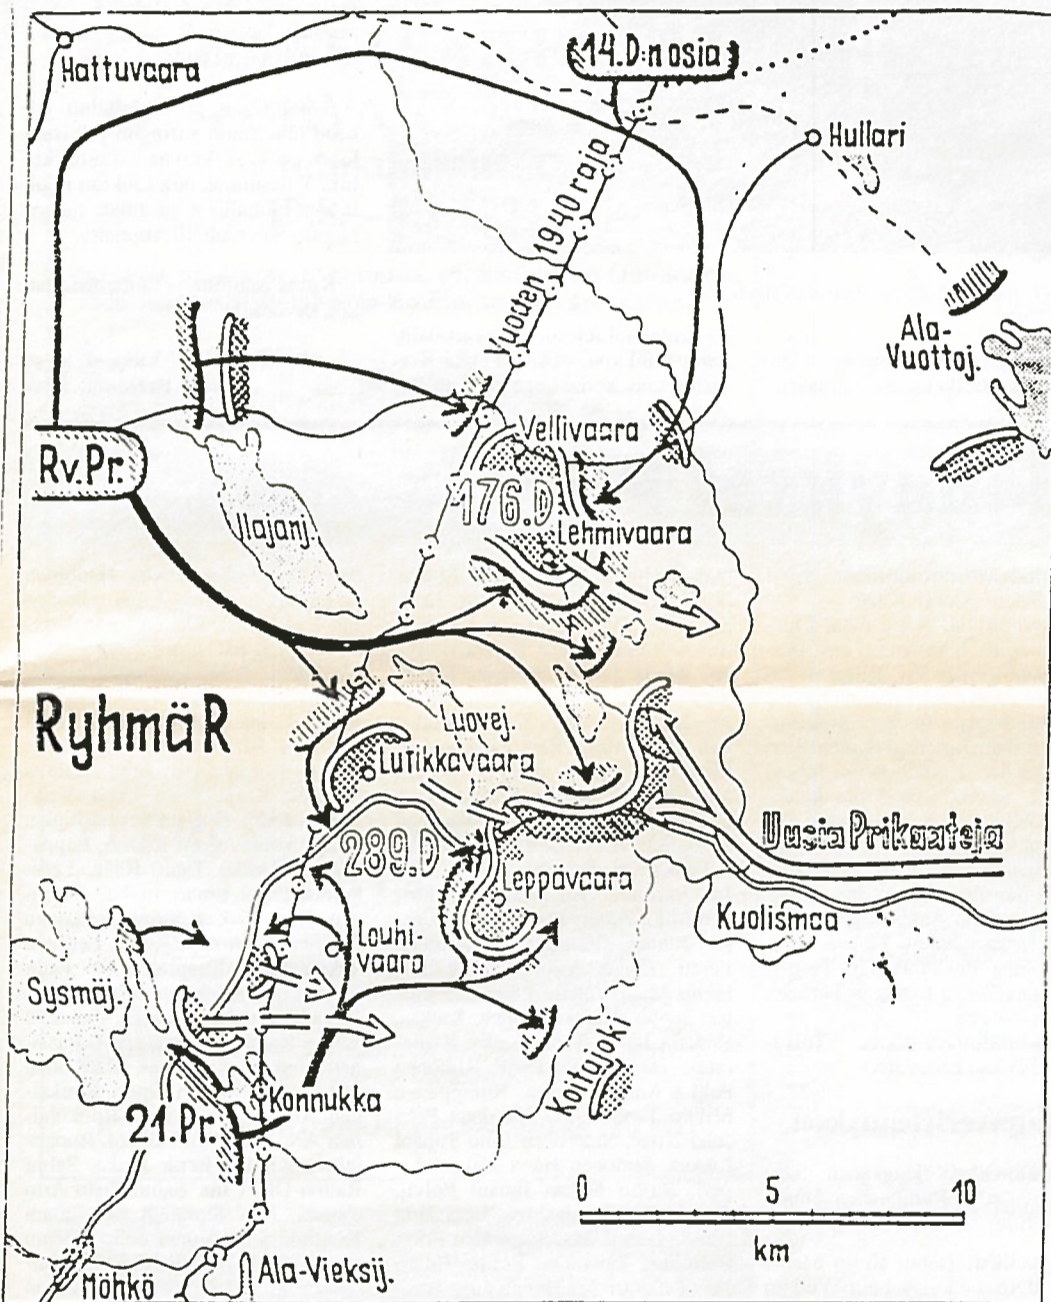 Hattuvaara
14.D:n osia
Hullari
Vuoden 1940 raja
Ala-
Vuottoj.
Vellivaara
Rv.Pr.
176.D
Ilajanj.
Lehmivaara
Ryhmä R
Luovej.
Lutikkavaara
Uusia Prikaateja
289.D
Leppävaara
Kuolismaa
Louhi-
vaara
Sysmäj.
Koitajoki
Konnukka
21.Pr.
0 5 10
km
Möhkö
Ala-Vieksij.